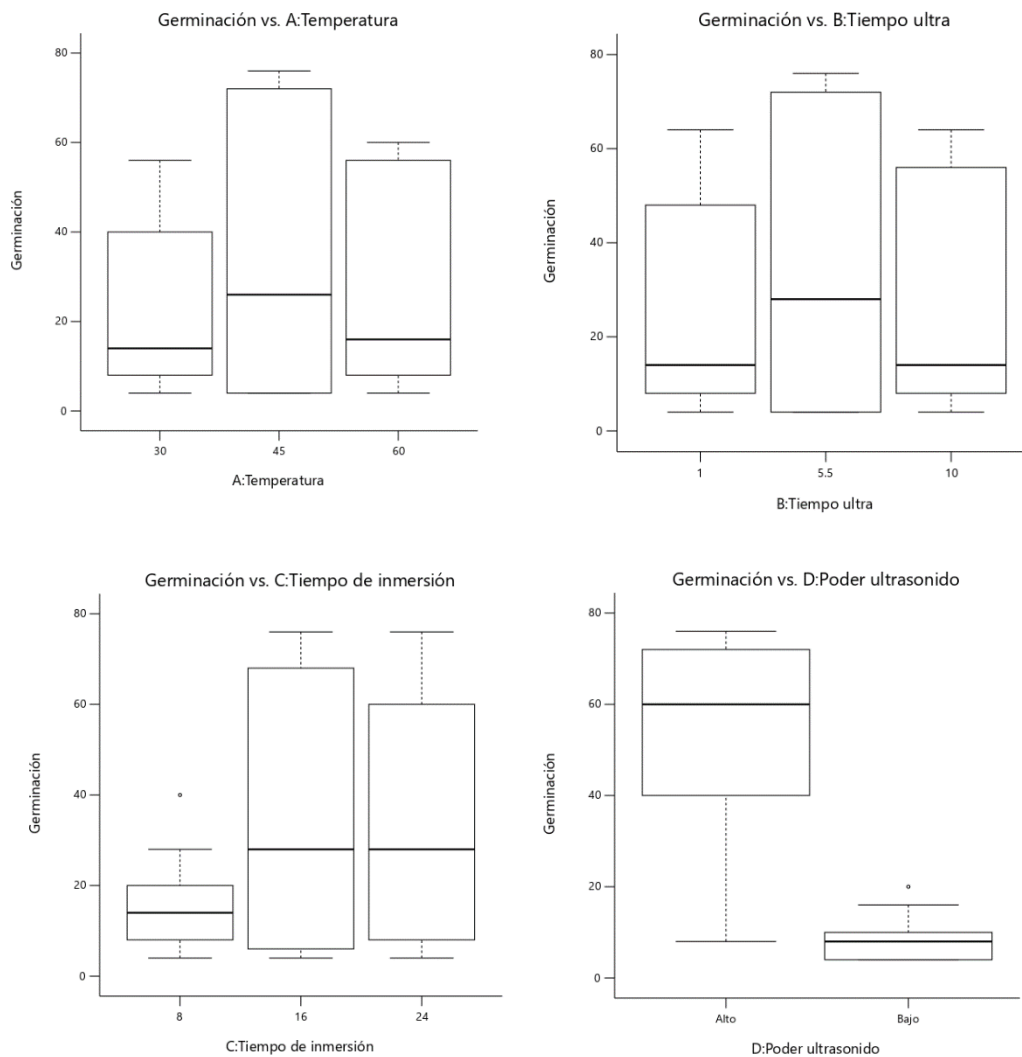 Germinación vs. A:Temperatura
80
60
40
20
0
Germinación
30 45 60
A:Temperatura
Germinación vs. B:Tiempo ultra
80
60
40
20
0
Germinación
1 5.5 10
B:Tiempo ultra
Germinación vs. C:Tiempo de inmersión
80
60
40
20
0
Germinación
8 16 24
C:Tiempo de inmersión
Germinación vs. D:Poder ultrasonido
80
60
40
20
0
Germinación
Alto Bajo
D:Poder ultrasonido